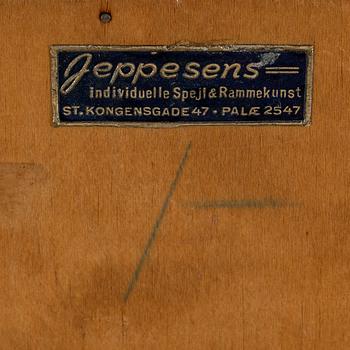 Jeppesens
individuelle Spejl & Rammekunst
ST. KONGENSGADE 47 • PALÆ 2547